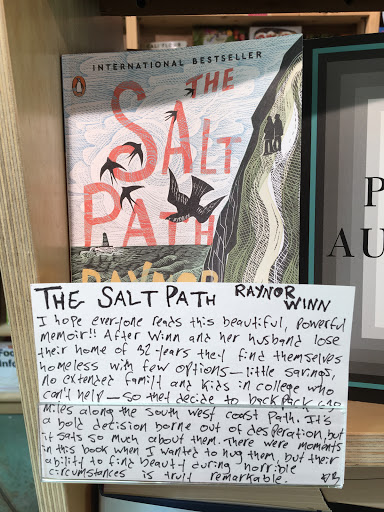 INTERNATIONAL BESTSELLER
THE
SALT
PATH
RAYNOR
P
AU
THE SALT PATH RAYNOR
WINN
I hope everyone reads this beautiful, powerful
memoir!! After Winn and her husband lose
their home of 32-years they find themselves
homeless with few options – little savings,
no extended family and kids in college who
can't help – so they decide to backpack
miles along the South West Coast Path. It's
a bold decision borne out of desperation, but
it says so much about them. There were moments
in this book when I wanted to hug them, but their
ability to find beauty during horrible
circumstances is truly remarkable.